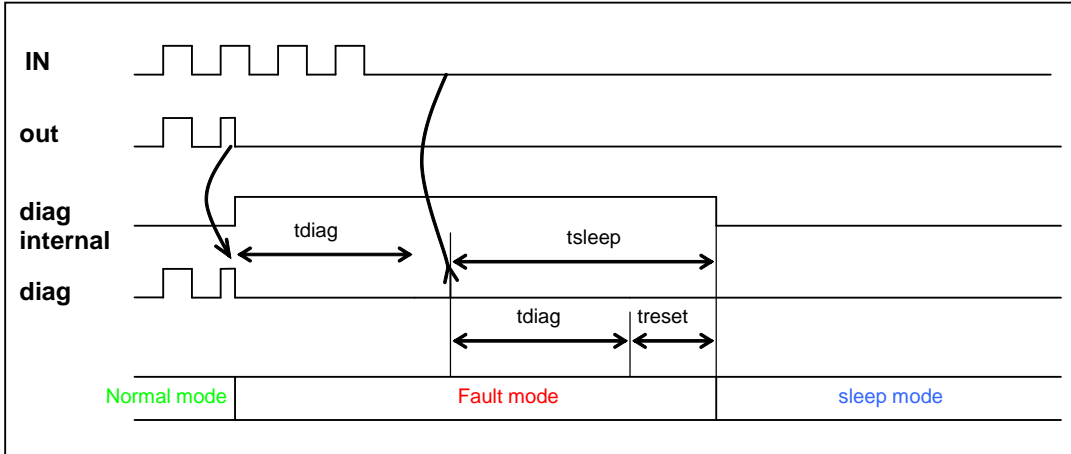 IN
out
diag
internal
tdiag
tsleep
diag
tdiag
treset
Normal mode
Fault mode
sleep mode